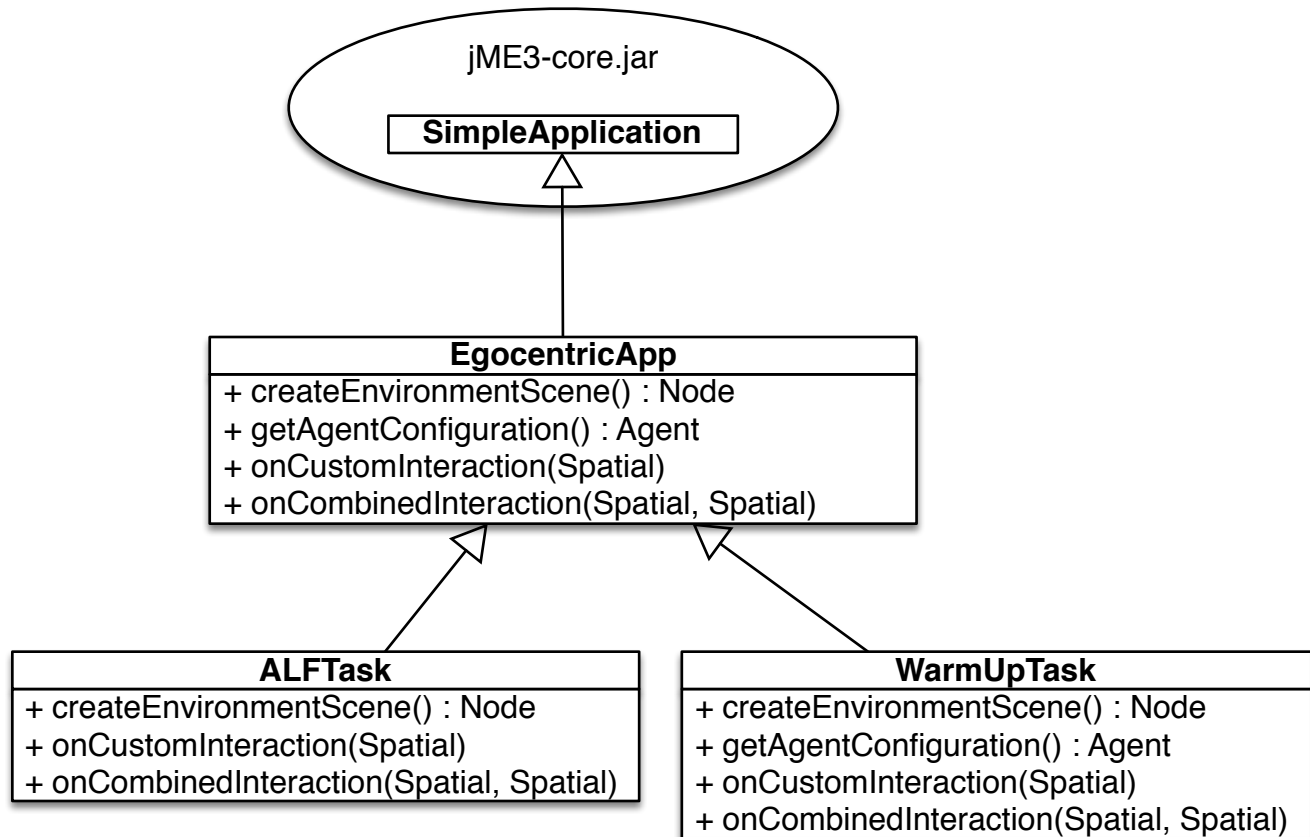 jME3-core.jar
SimpleApplication
EgocentricApp
+ createEnvironmentScene() : Node
+ getAgentConfiguration() : Agent
+ onCustomInteraction(Spatial)
+ onCombinedInteraction(Spatial, Spatial)
ALFTask
+ createEnvironmentScene() : Node
+ onCustomInteraction(Spatial)
+ onCombinedInteraction(Spatial, Spatial)
WarmUpTask
+ createEnvironmentScene() : Node
+ getAgentConfiguration() : Agent
+ onCustomInteraction(Spatial)
+ onCombinedInteraction(Spatial, Spatial)